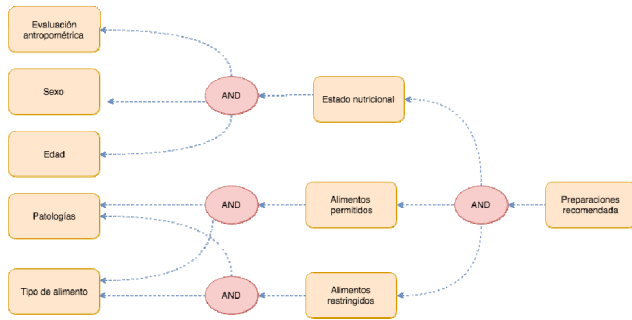 Evaluación
antropométrica
Sexo
AND
Estado nutricional
Edad
Patologías
AND
Alimentos
permitidos
AND
Preparaciones
recomendada
Tipo de alimento
AND
Alimentos
restringidos